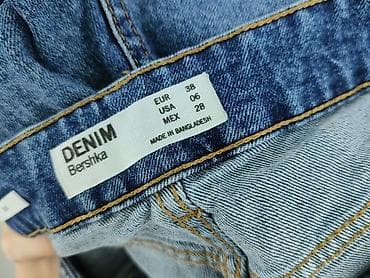 DENIM
Bershka
EUR 38
USA 06
MEX 28
MADE IN BANGLADESH